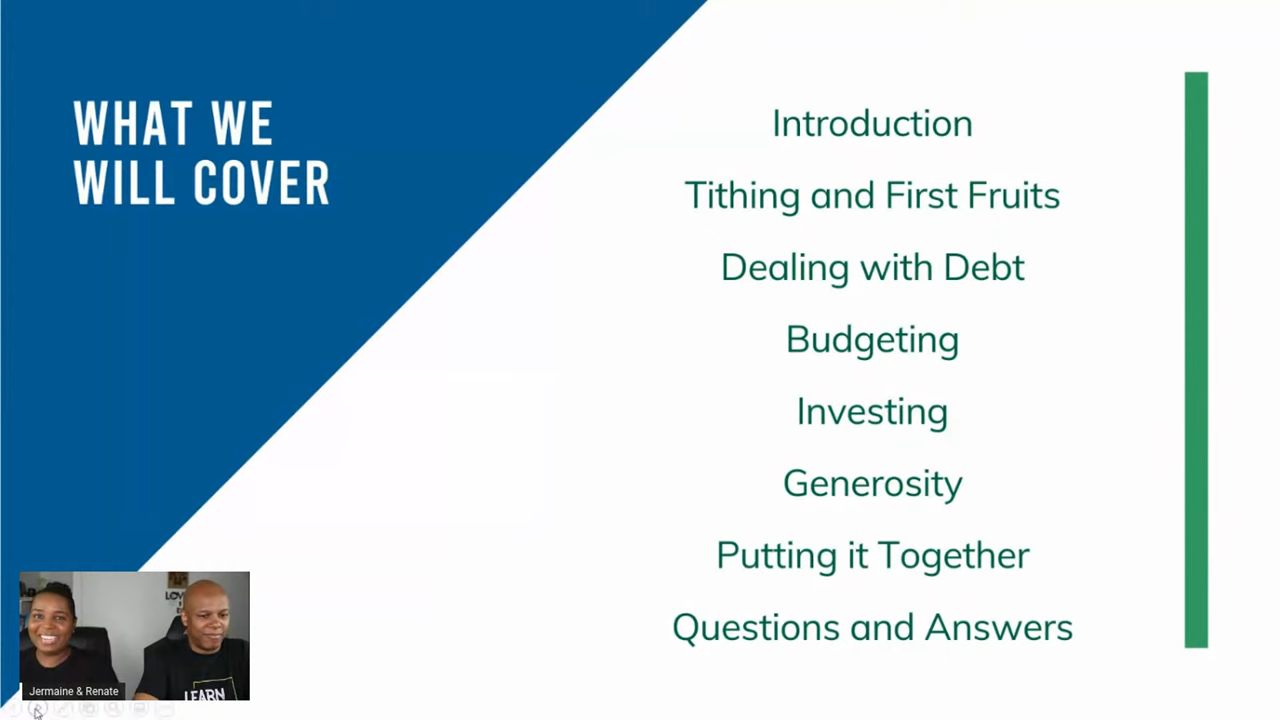 WHAT WE
WILL COVER
Introduction
Tithing and First Fruits
Dealing with Debt
Budgeting
Investing
Generosity
Putting it Together
Questions and Answers
LEARN
Jermaine & Renate